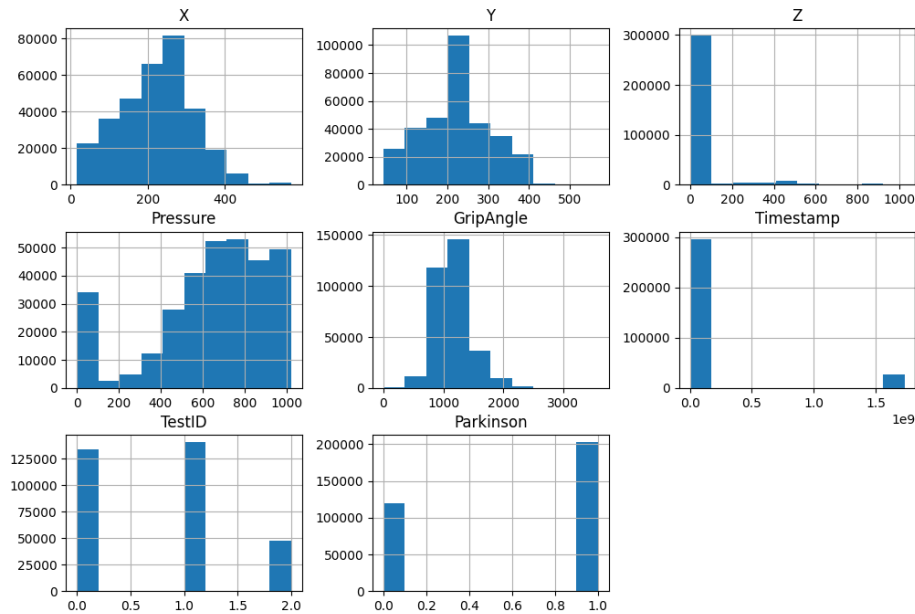 X Y Z
80000 100000 300000
60000 80000 200000
40000 60000 100000
20000 40000 0
0 20000
0
0 200 400 100 200 300 400 500 0 200 400 600 800 1000
Pressure GripAngle Timestamp
50000 150000 300000
40000 100000 200000
30000 50000 100000
20000 0 0
10000
0
0 200 400 600 800 1000 0 1000 2000 3000 0.0 0.5 1.0 1.5
1e9
TestID Parkinson
125000 200000
100000 150000
75000 100000
50000 50000
25000 0
0
0.0 0.5 1.0 1.5 2.0 0.0 0.2 0.4 0.6 0.8 1.0